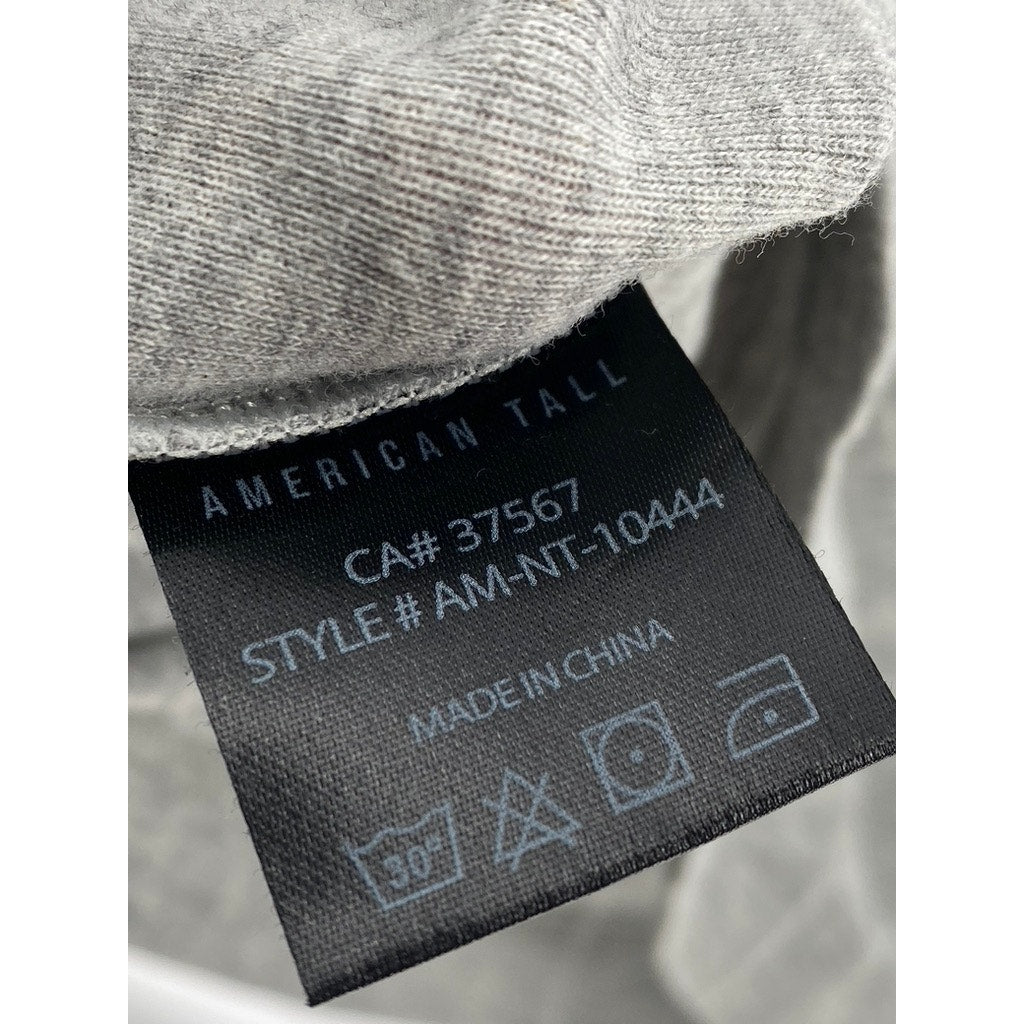 AMERICAN TALL
CA# 37567
STYLE # AM-NT-10444
MADE IN CHINA
30°